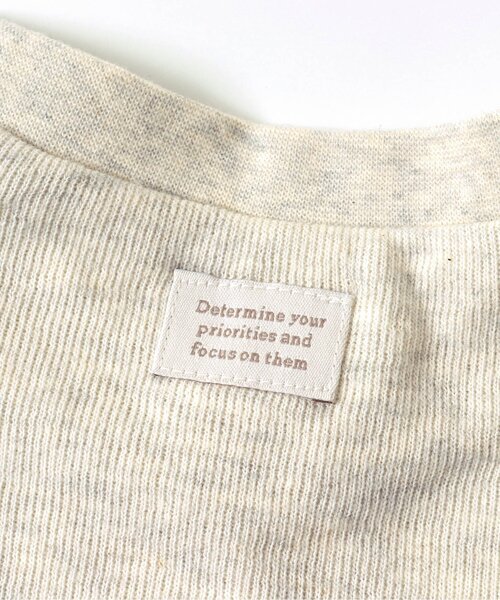 Determine your
priorities and
focus on them